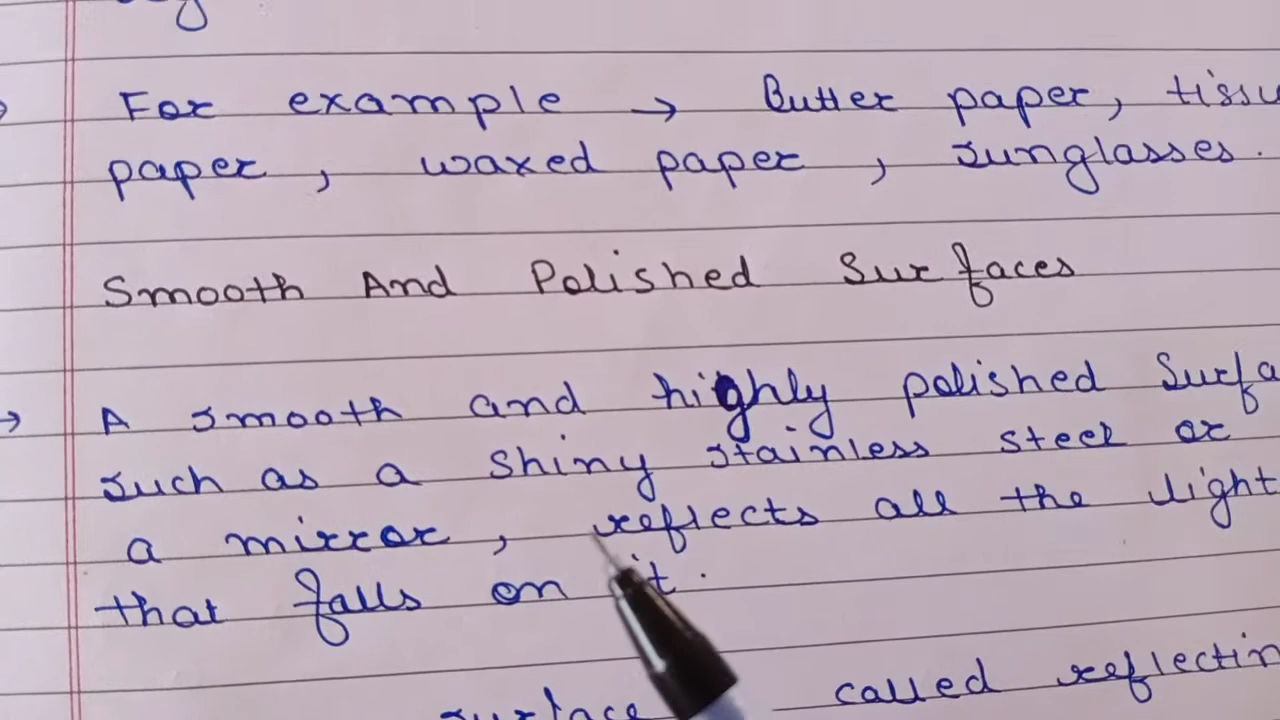 For example → Butter paper, tissu
paper, waxed paper, sunglasses.
Smooth And Polished Surfaces
→ A smooth and highly polished Surfa
such as a shiny stainless steel or
a mirror, reflects all the light
that falls on it.
surface called reflectin